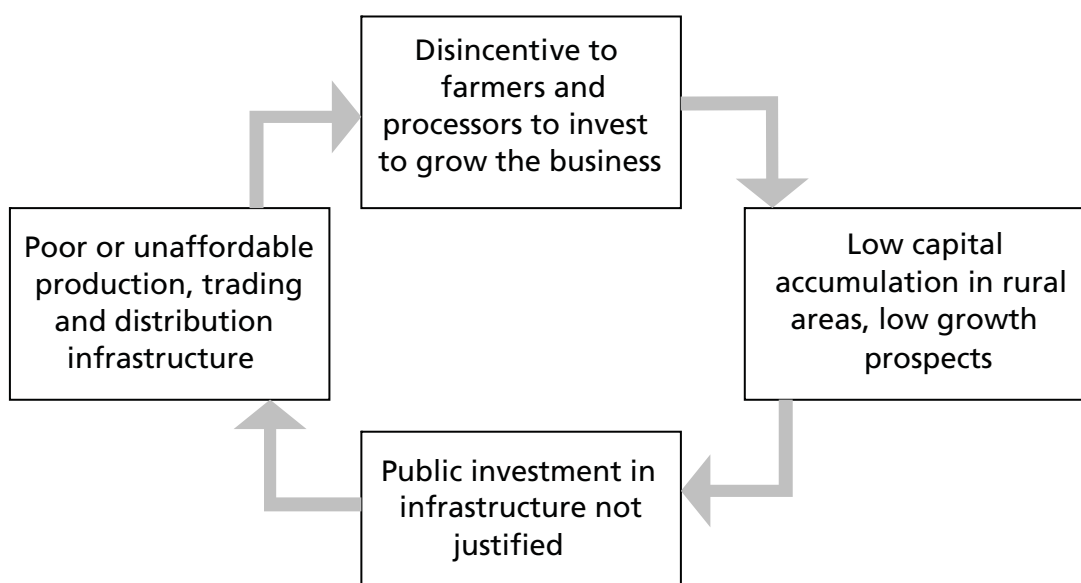 Disincentive to
farmers and
processors to invest
to grow the business
Poor or unaffordable
production, trading
and distribution
infrastructure
Low capital
accumulation in rural
areas, low growth
prospects
Public investment in
infrastructure not
justified